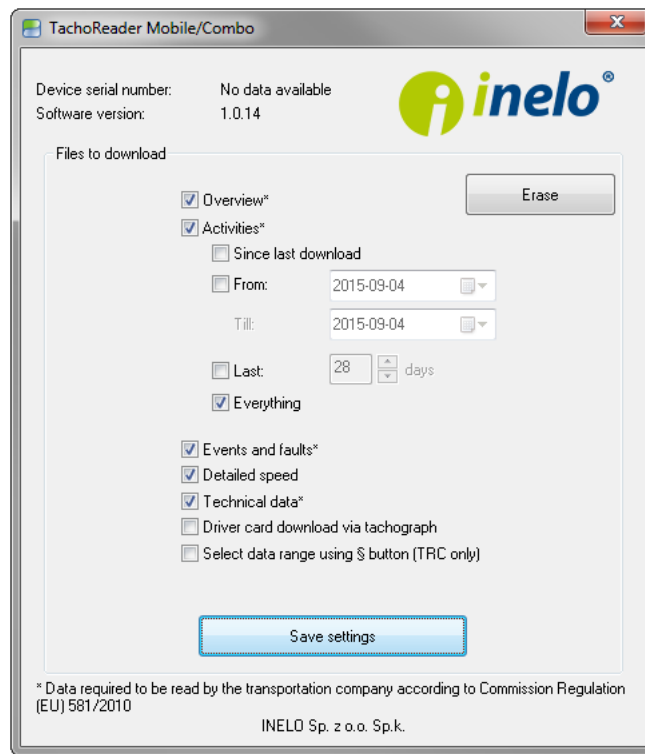 TachoReader Mobile/Combo
Device serial number: No data available
Software version: 1.0.14
inelo®
Files to download
Overview*
Erase
Activities*
Since last download
From: 2015-09-04
Till: 2015-09-04
Last: 28 days
Everything
Events and faults*
Detailed speed
Technical data*
Driver card download via tachograph
Select data range using § button (TRC only)
Save settings
* Data required to be read by the transportation company according to Commission Regulation
(EU) 581/2010
INELO Sp. z o.o. Sp.k.